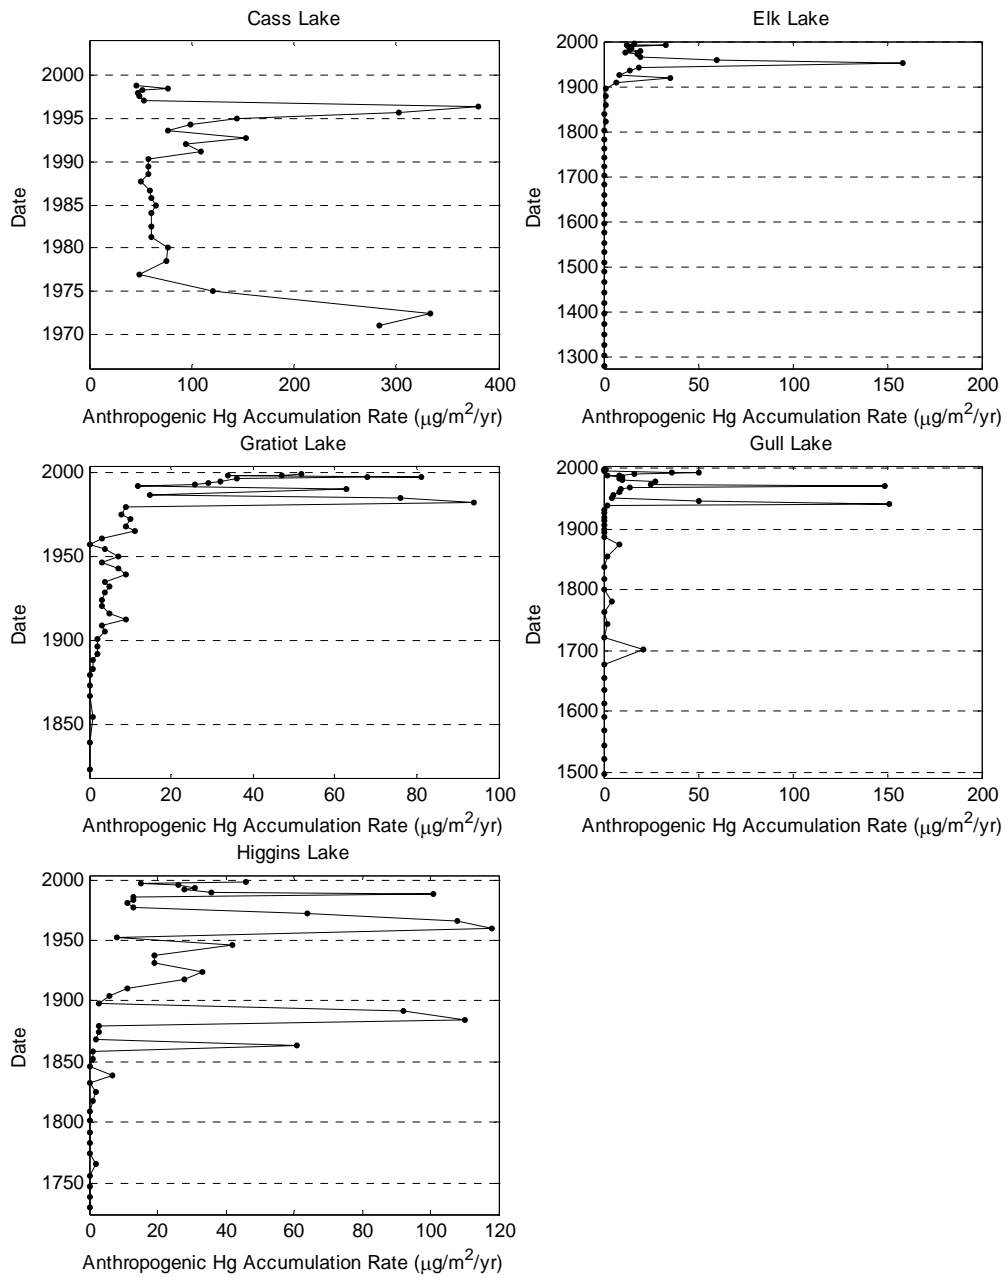 Cass Lake
2000
1995
1990
1985
1980
1975
1970
Date
0 100 200 300 400
Anthropogenic Hg Accumulation Rate (μg/m²/yr)
Elk Lake
2000
1900
1800
1700
1600
1500
1400
1300
Date
0 50 100 150 200
Anthropogenic Hg Accumulation Rate (μg/m²/yr)
Gratiot Lake
2000
1950
1900
1850
Date
0 20 40 60 80 100
Anthropogenic Hg Accumulation Rate (μg/m²/yr)
Gull Lake
2000
1900
1800
1700
1600
1500
Date
0 50 100 150 200
Anthropogenic Hg Accumulation Rate (μg/m²/yr)
Higgins Lake
2000
1950
1900
1850
1800
1750
Date
0 20 40 60 80 100 120
Anthropogenic Hg Accumulation Rate (μg/m²/yr)